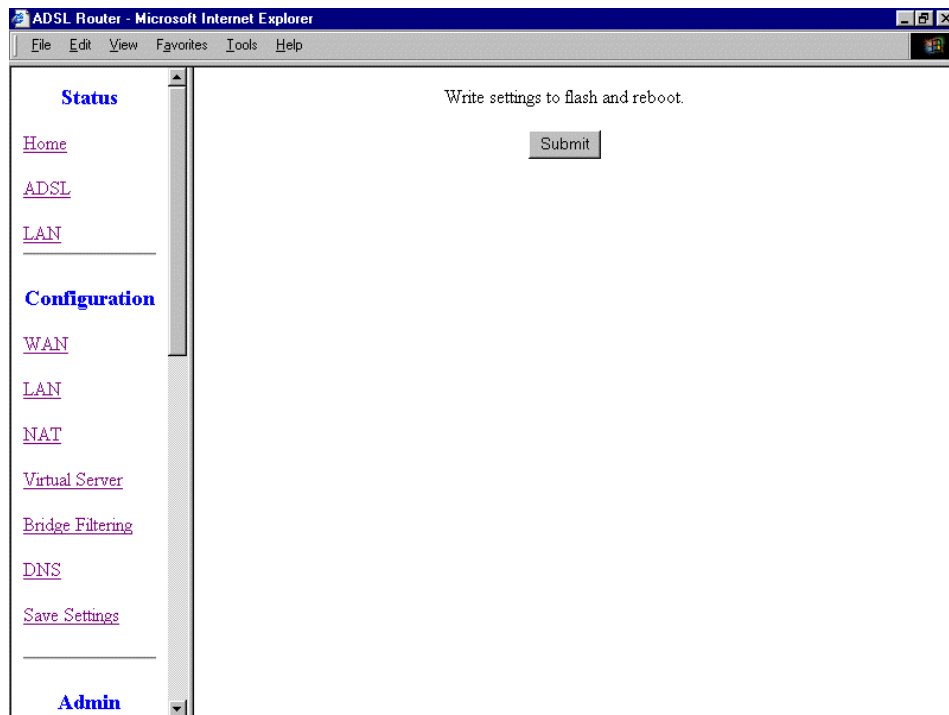 ADSL Router - Microsoft Internet Explorer
File Edit View Favorites Tools Help
Status
Home
ADSL
LAN
Configuration
WAN
LAN
NAT
Virtual Server
Bridge Filtering
DNS
Save Settings
Admin
Write settings to flash and reboot.
Submit